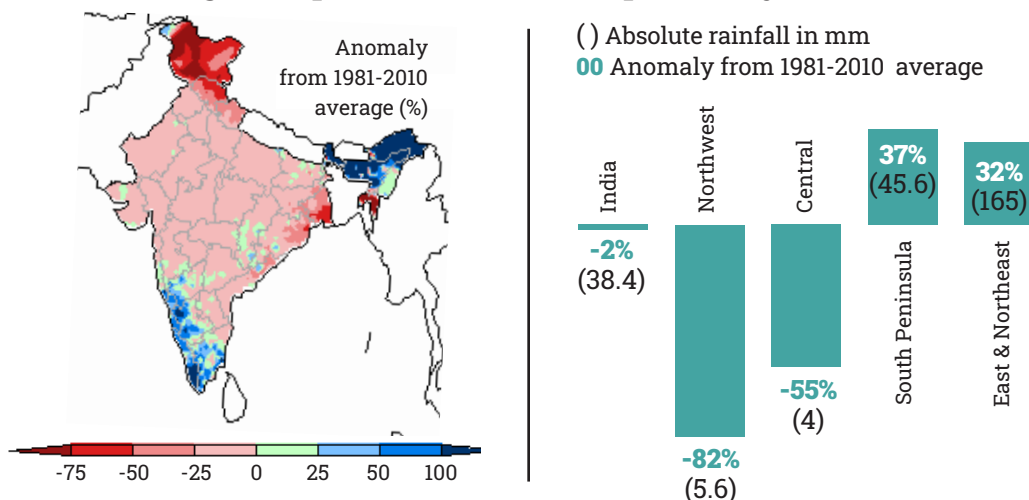 Anomaly
from 1981-2010
average (%)
-75 -50 -25 0 25 50 100
( ) Absolute rainfall in mm
00 Anomaly from 1981-2010 average
India
-2%
(38.4)
Northwest
-82%
(5.6)
Central
-55%
(4)
37%
(45.6)
South Peninsula
32%
(165)
East & Northeast